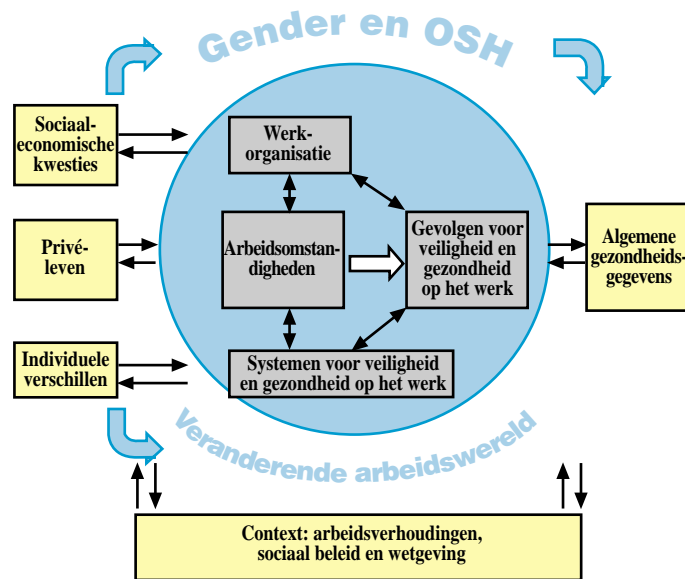 Gender en OSH
Sociaal-
economische
kwesties
Werk-
organisatie
Privé-
leven
Arbeidsomstan-
digheden
Gevolgen voor
veiligheid en
gezondheid
op het werk
Algemene
gezondheids-
gegevens
Individuele
verschillen
Systemen voor veiligheid
en gezondheid op het werk
Veranderende arbeidswereld
Context: arbeidsverhoudingen,
sociaal beleid en wetgeving